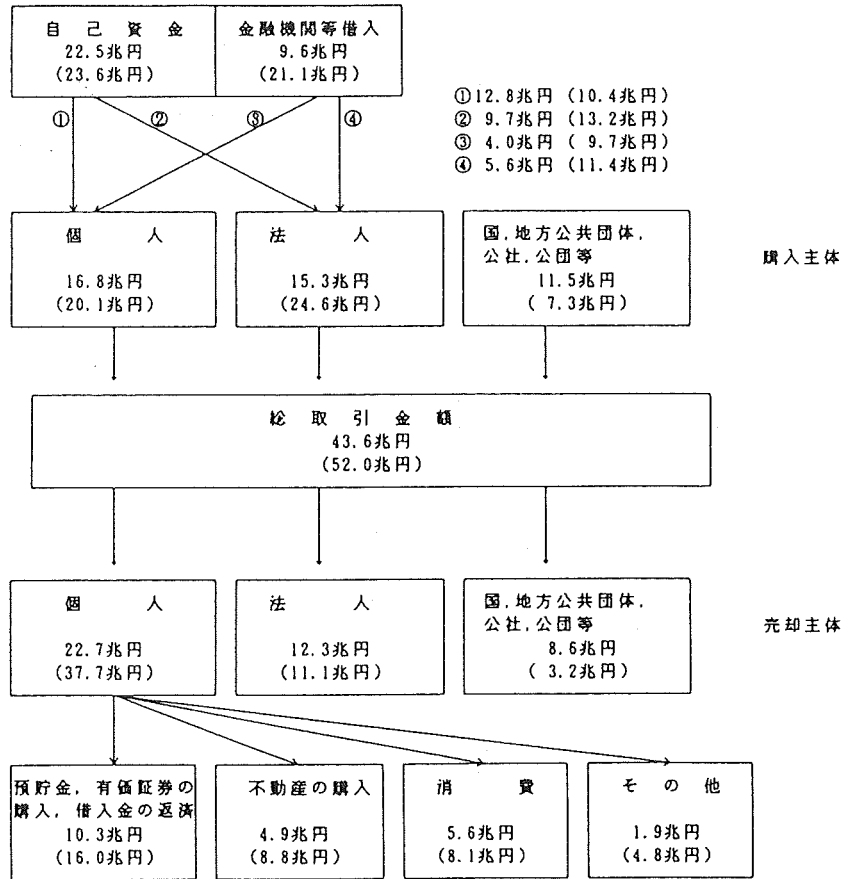 自己資金
22.5兆円
(23.6兆円)
金融機関等借入
9.6兆円
(21.1兆円)
① ② ③ ④
①12.8兆円 (10.4兆円)
② 9.7兆円 (13.2兆円)
③ 4.0兆円 ( 9.7兆円)
④ 5.6兆円 (11.4兆円)
個人
16.8兆円
(20.1兆円)
法人
15.3兆円
(24.6兆円)
国,地方公共団体,
公社,公団等
11.5兆円
( 7.3兆円)
購入主体
総取引金額
43.6兆円
(52.0兆円)
個人
22.7兆円
(37.7兆円)
法人
12.3兆円
(11.1兆円)
国,地方公共団体,
公社,公団等
8.6兆円
( 3.2兆円)
売却主体
預貯金,有価証券の
購入,借入金の返済
10.3兆円
(16.0兆円)
不動産の購入
4.9兆円
(8.8兆円)
消費
5.6兆円
(8.1兆円)
その他
1.9兆円
(4.8兆円)